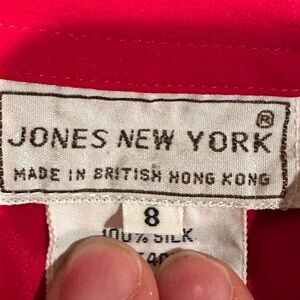 JONES NEW YORK ®
MADE IN BRITISH HONG KONG
8
100% SILK